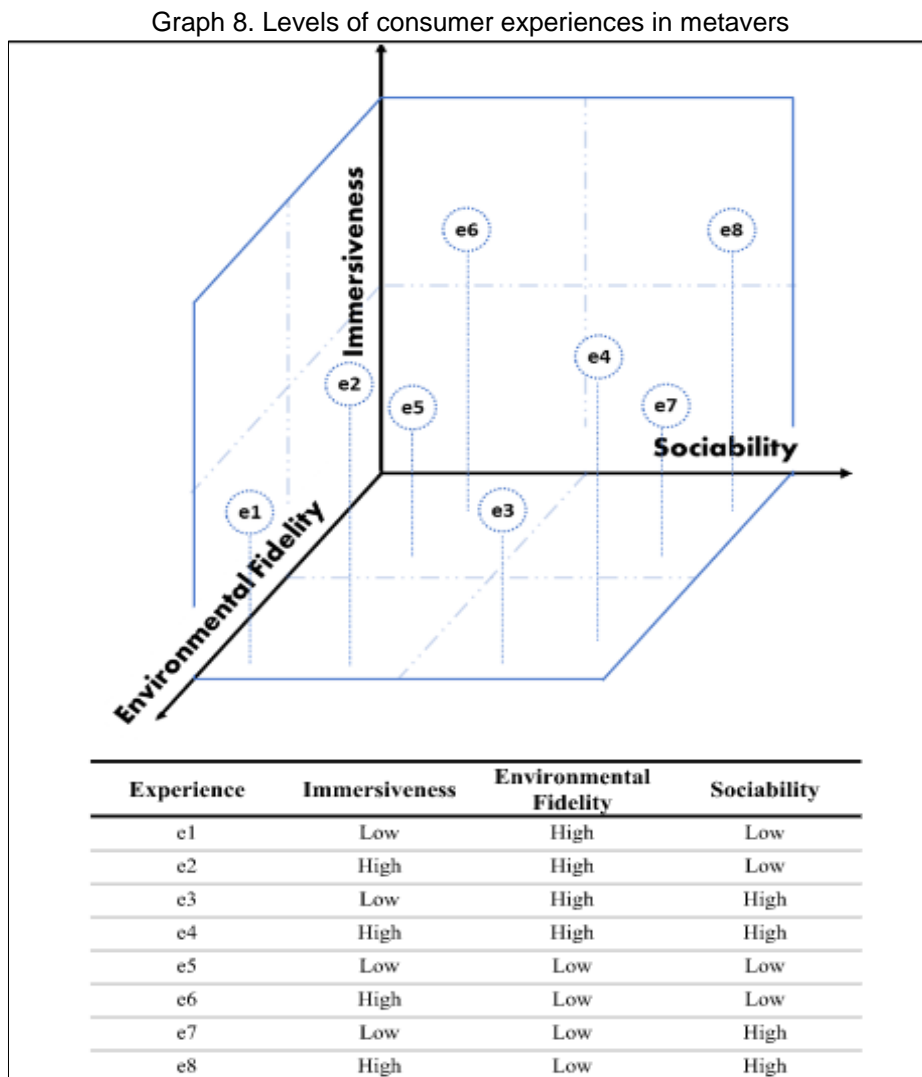 Graph 8. Levels of consumer experiences in metavers
Immersiveness
e6
e8
e4
e2
e5
e7
Sociability
e1
e3
Environmental Fidelity
Experience Immersiveness Environmental Fidelity Sociability
e1 Low High Low
e2 High High Low
e3 Low High High
e4 High High High
e5 Low Low Low
e6 High Low Low
e7 Low Low High
e8 High Low High